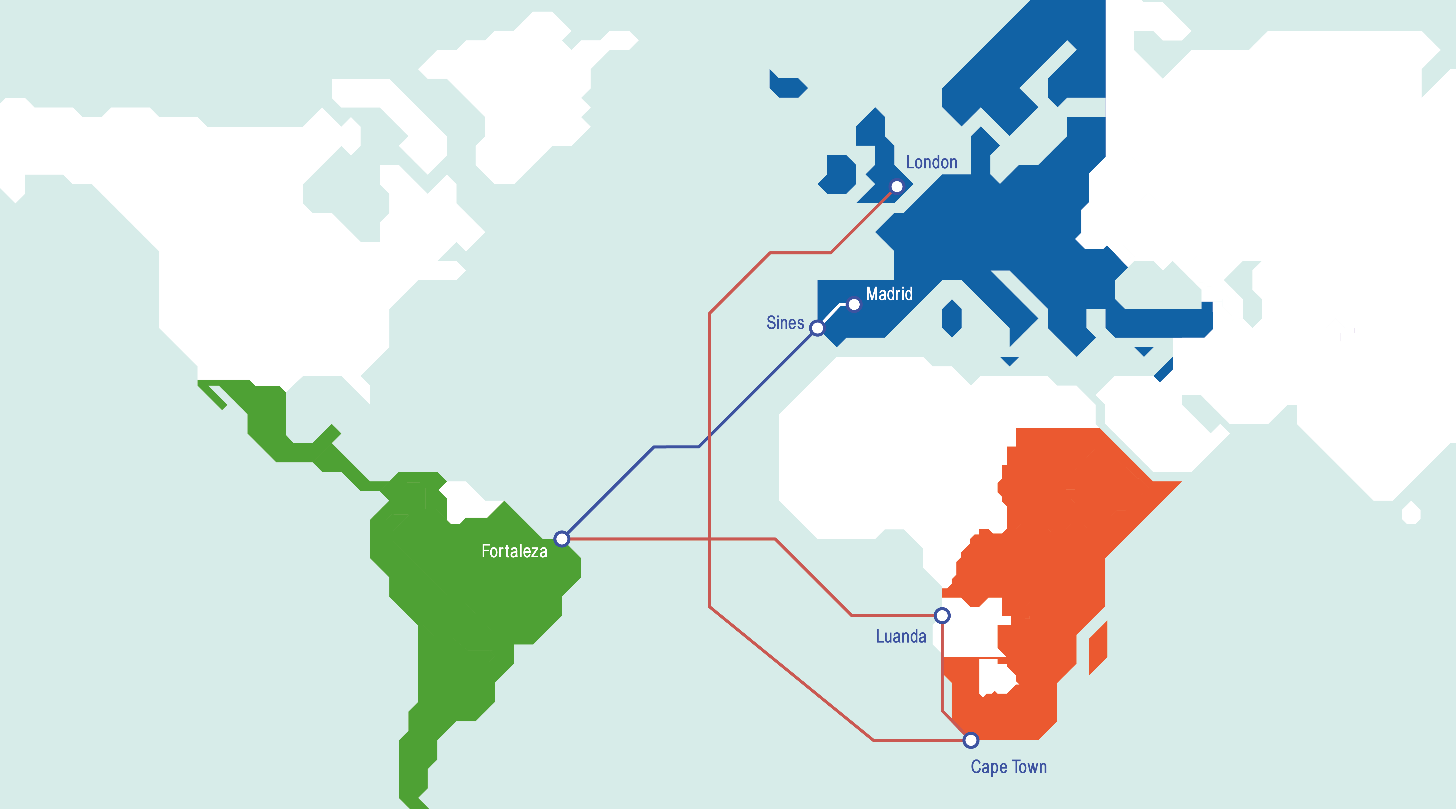 London
Madrid
Sines
Fortaleza
Luanda
Cape Town